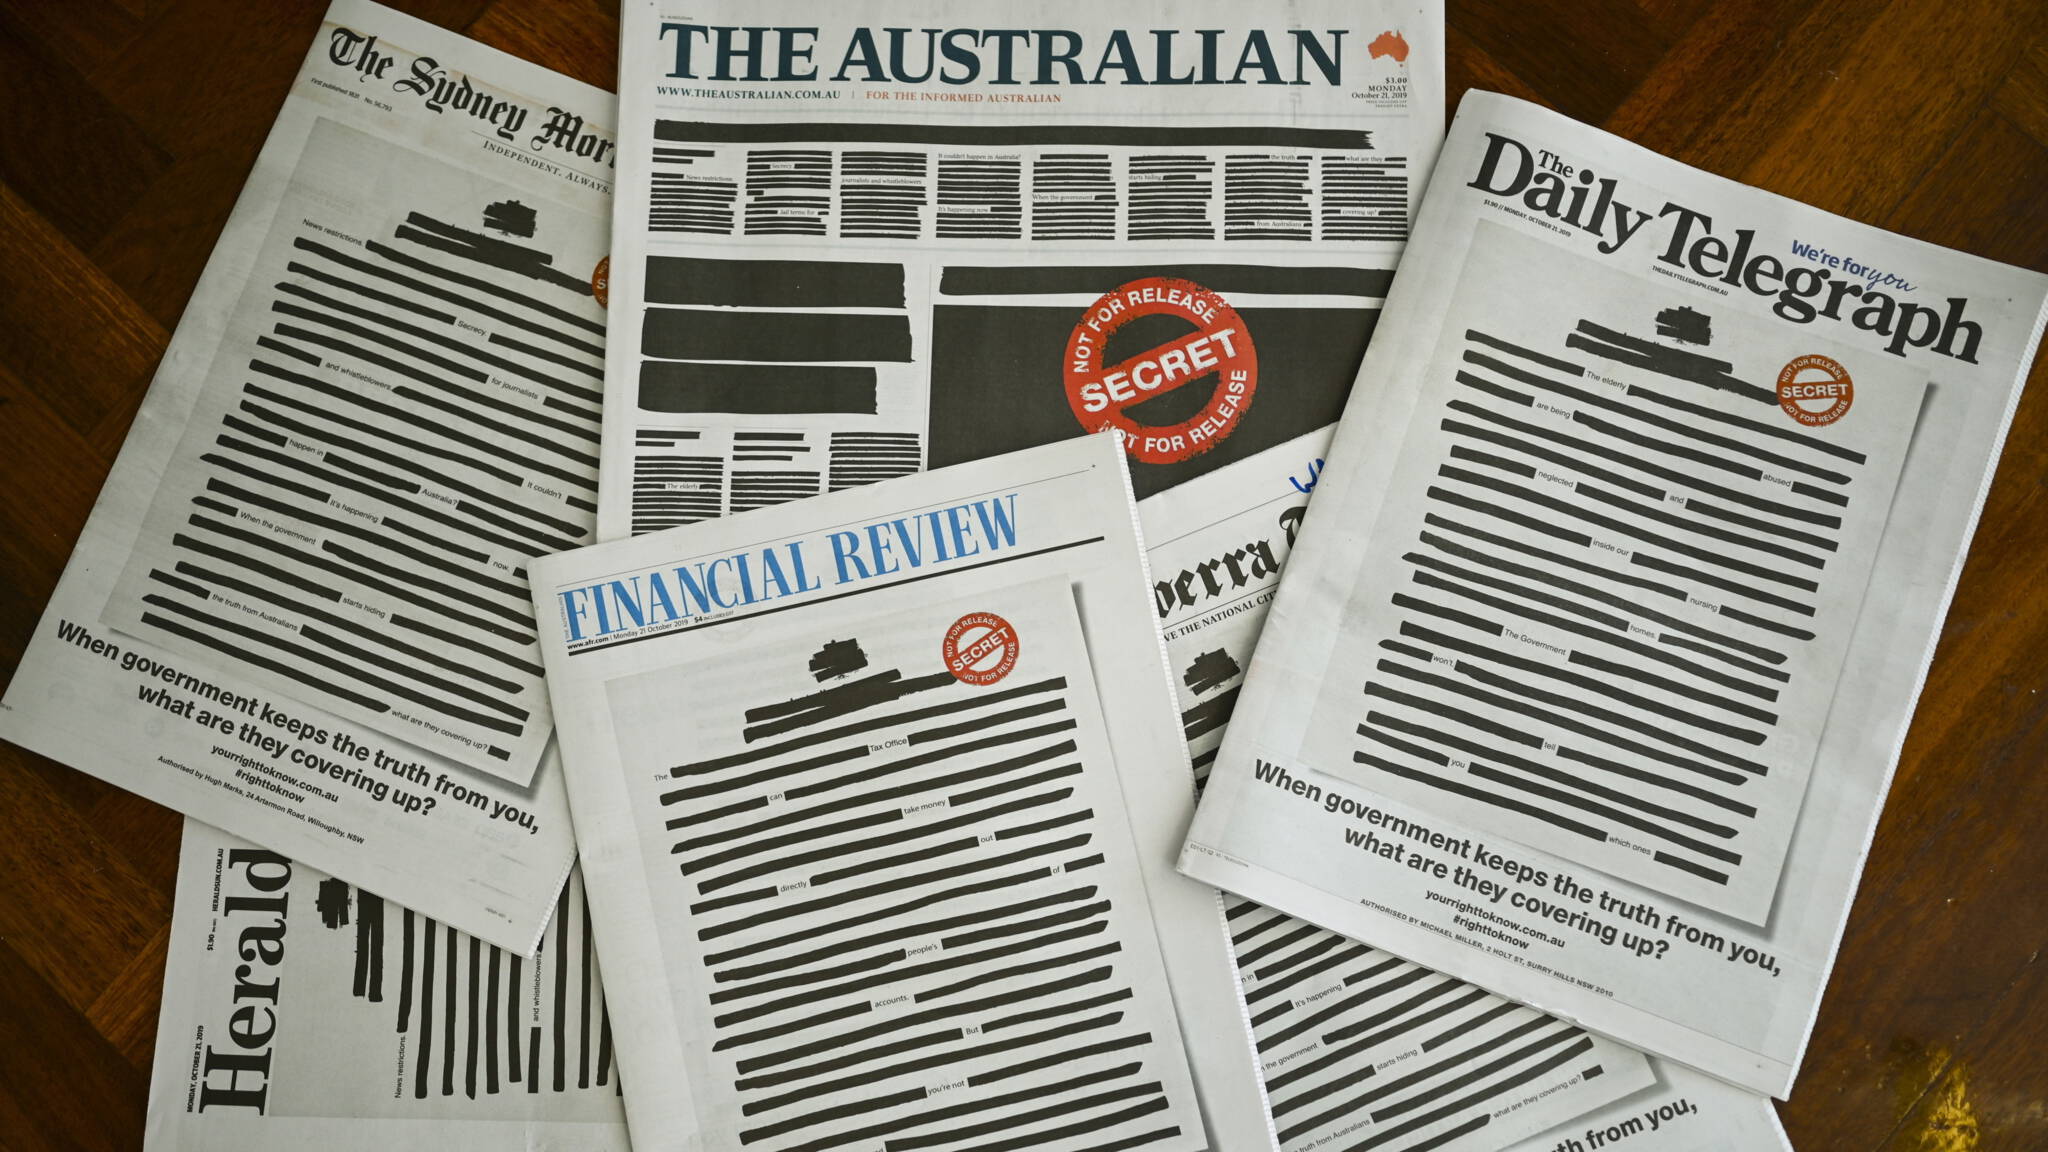 The Sydney Mor
First published 1831 No. 56,793
INDEPENDENT. ALWAYS.
News restrictions.
Secrecy.
for journalists
and whistleblowers.
It couldn't
happen in
Australia?
It's happening
now.
When the government
starts hiding
the truth from Australians
what are they covering up?
When government keeps the truth from you,
what are they covering up?
yourrighttoknow.com.au
#righttoknow
Authorised by Hugh Marks, 24 Artarmon Road, Willoughby, NSW
THE AUSTRALIAN
WWW.THEAUSTRALIAN.COM.AU | FOR THE INFORMED AUSTRALIAN
$3.00
MONDAY
October 21, 2019
News restrictions.
Secrecy
Jail terms for
journalists and whistleblowers
It couldn't happen in Australia?
It's happening now
When the government
starts hiding
the truth
from Australians
what are they
covering up?
NOT FOR RELEASE
SECRET
NOT FOR RELEASE
The elderly
The Daily Telegraph
We're for you
$1.90 // MONDAY, OCTOBER 21, 2019
THEDAILYTELEGRAPH.COM.AU
NOT FOR RELEASE
SECRET
NOT FOR RELEASE
The elderly
are being
abused
neglected
and
inside our
nursing
homes.
The Government
won't
tell
you
which ones
When government keeps the truth from you,
what are they covering up?
yourrighttoknow.com.au
#righttoknow
AUTHORISED BY MICHAEL MILLER, 2 HOLT ST, SURRY HILLS NSW 2010
FINANCIAL REVIEW
www.afr.com | Monday 21 October 2019 $4 INCLUDES GST
NOT FOR RELEASE
SECRET
NOT FOR RELEASE
The
Tax Office
can
take money
out
directly
of
people's
accounts.
But
you're not
berra T
VE THE NATIONAL CIT
in
It's happening
the government
starts hiding
truth from Australians
what are they covering up?
th from you,
Herald
$1.90
HERALDSUN.COM.AU
MONDAY, OCTOBER 21, 2019
News restrictions.
and whistleblowers.